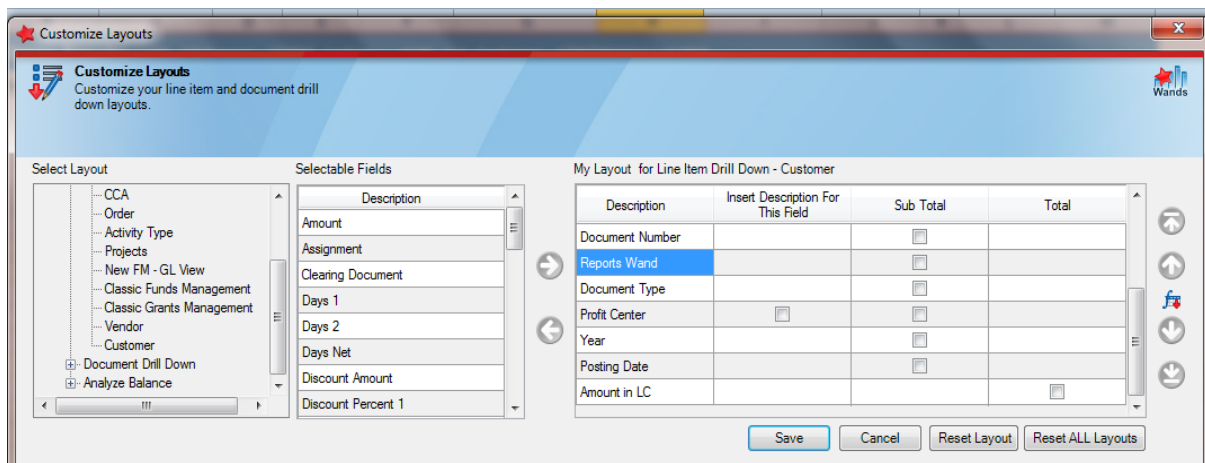 Customize Layouts
X
Customize Layouts
Customize your line item and document drill
down layouts.
Wands
Select Layout
CCA
Order
Activity Type
Projects
New FM - GL View
Classic Funds Management
Classic Grants Management
Vendor
Customer
Document Drill Down
Analyze Balance
Selectable Fields
Description
Amount
Assignment
Clearing Document
Days 1
Days 2
Days Net
Discount Amount
Discount Percent 1
My Layout for Line Item Drill Down - Customer
Description Insert Description For This Field Sub Total Total
Document Number
Reports Wand
Document Type
Profit Center
Year
Posting Date
Amount in LC
Save Cancel Reset Layout Reset ALL Layouts